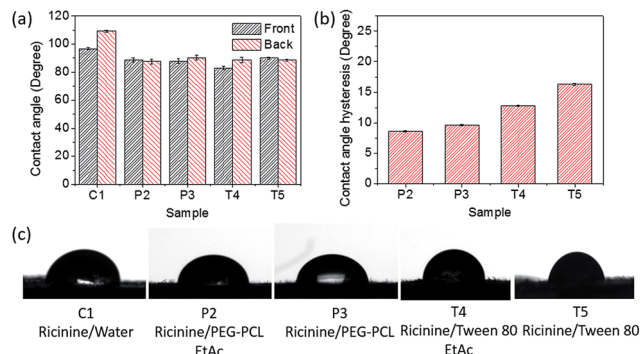 (a)
120
100
80
60
40
20
0
Contact angle (Degree)
Front
Back
C1 P2 P3 T4 T5
Sample
(b)
25
20
15
10
5
0
Contact angle hysteresis (Degree)
P2 P3 T4 T5
Sample
(c)
C1 P2 P3 T4 T5
Ricinine/Water Ricinine/PEG-PCL Ricinine/PEG-PCL Ricinine/Tween 80 Ricinine/Tween 80
EtAc EtAc